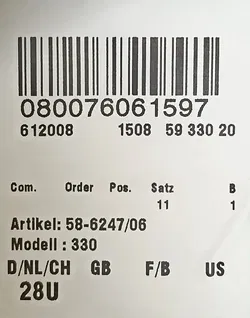 080076061597
612008 1508 59 330 20
Com. Order Pos. Satz B
11 1
Artikel: 58-6247/06
Modell : 330
D/NL/CH GB F/B US
28U